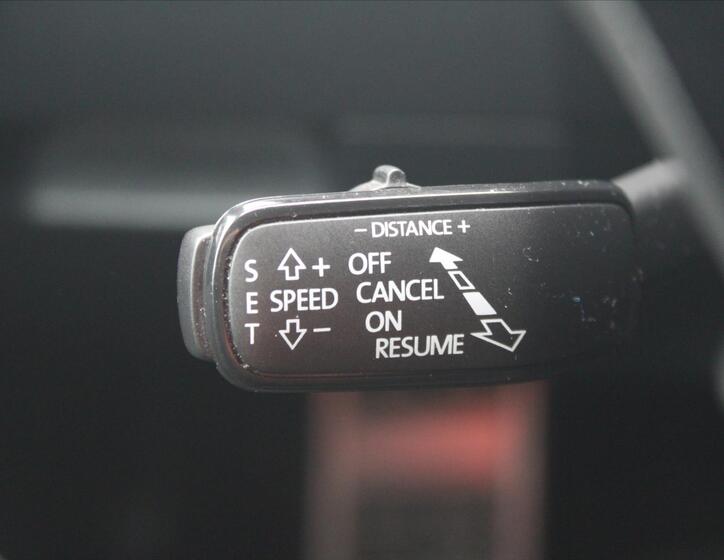 − DISTANCE +
S
E
T
+
SPEED
−
OFF
CANCEL
ON
RESUME